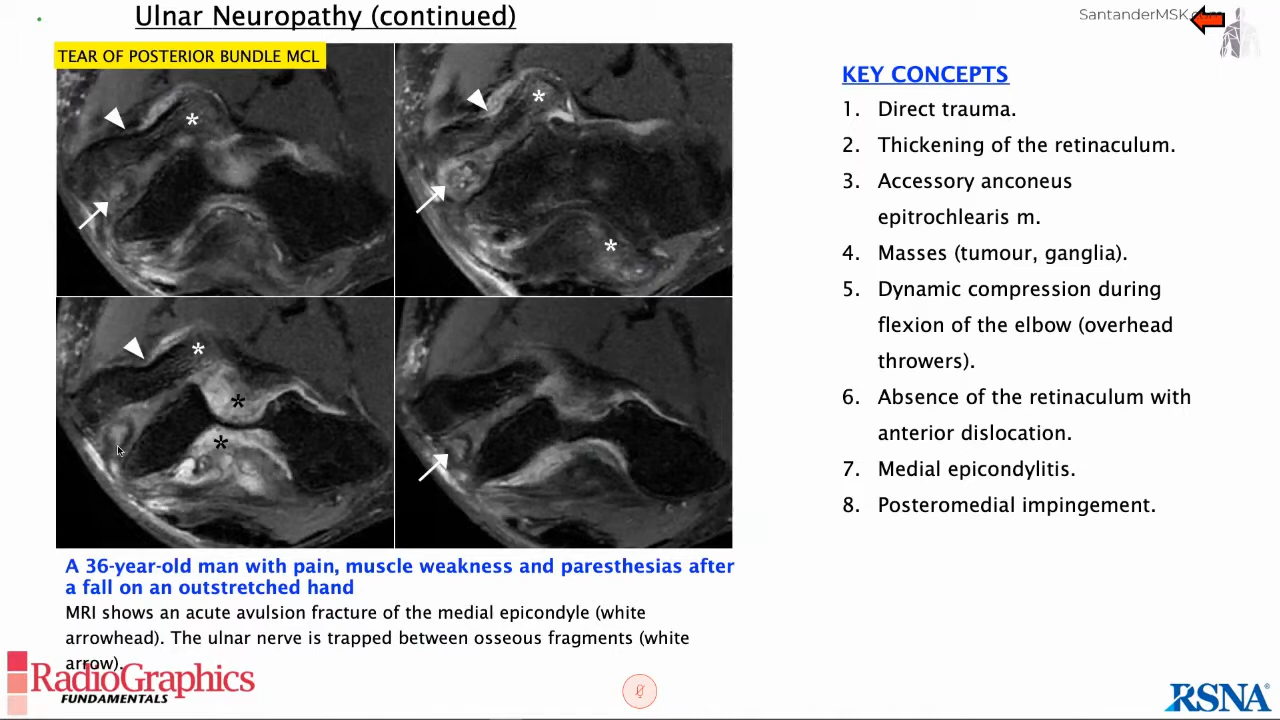 Ulnar Neuropathy (continued)
SantanderMSK.com
TEAR OF POSTERIOR BUNDLE MCL
*
*
*
*
*
*
A 36-year-old man with pain, muscle weakness and paresthesias after
a fall on an outstretched hand
MRI shows an acute avulsion fracture of the medial epicondyle (white
arrowhead). The ulnar nerve is trapped between osseous fragments (white
arrow).
KEY CONCEPTS
1. Direct trauma.
2. Thickening of the retinaculum.
3. Accessory anconeus
epitrochlearis m.
4. Masses (tumour, ganglia).
5. Dynamic compression during
flexion of the elbow (overhead
throwers).
6. Absence of the retinaculum with
anterior dislocation.
7. Medial epicondylitis.
8. Posteromedial impingement.
RadioGraphics
FUNDAMENTALS
RSNA®